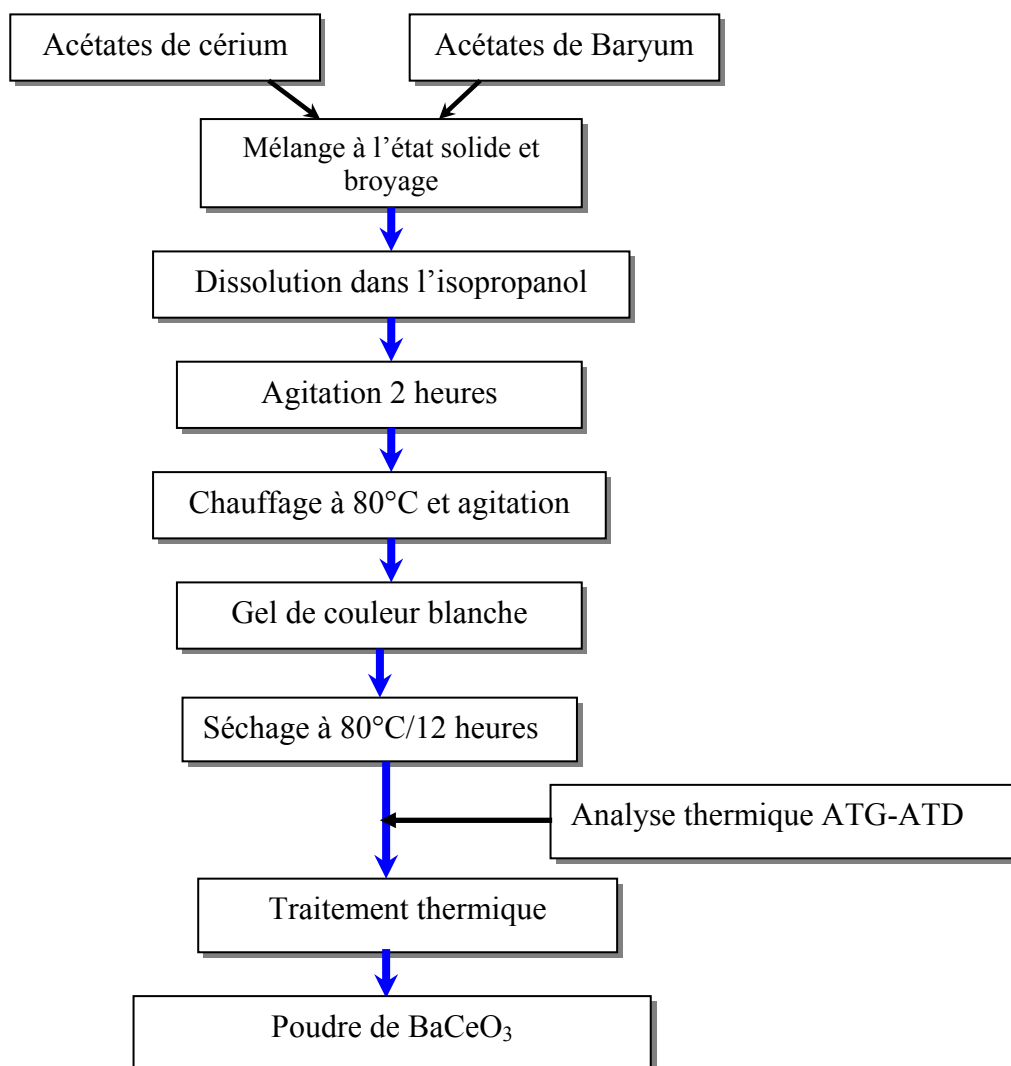 Acétates de cérium
Acétates de Baryum
Mélange à l’état solide et
broyage
Dissolution dans l’isopropanol
Agitation 2 heures
Chauffage à 80°C et agitation
Gel de couleur blanche
Séchage à 80°C/12 heures
Analyse thermique ATG-ATD
Traitement thermique
Poudre de BaCeO₃